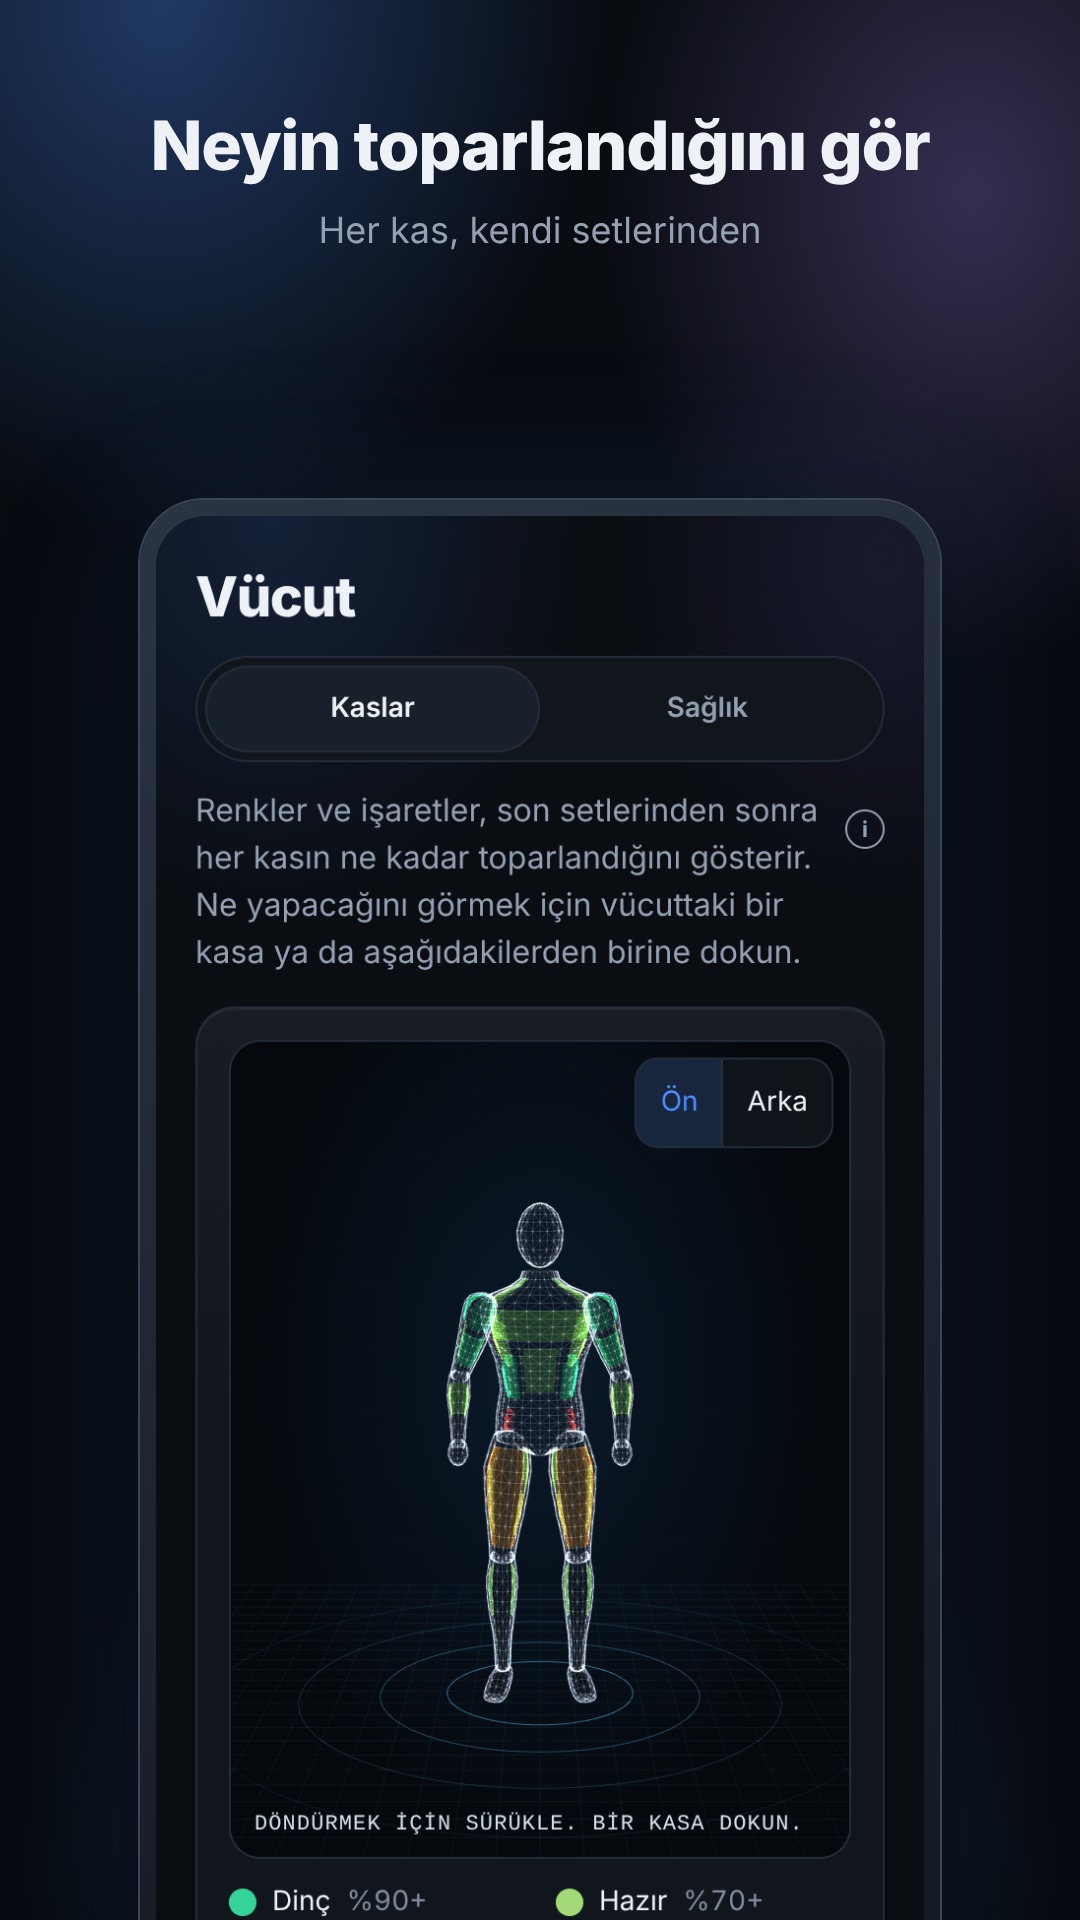 Neyin toparlandığını gör
Her kas, kendi setlerinden
Vücut
Kaslar
Sağlık
Renkler ve işaretler, son setlerinden sonra
her kasın ne kadar toparlandığını gösterir.
Ne yapacağını görmek için vücuttaki bir
kasa ya da aşağıdakilerden birine dokun.
i
Ön
Arka
DÖNDÜRMEK İÇİN SÜRÜKLE. BİR KASA DOKUN.
Dinç %90+
Hazır %70+